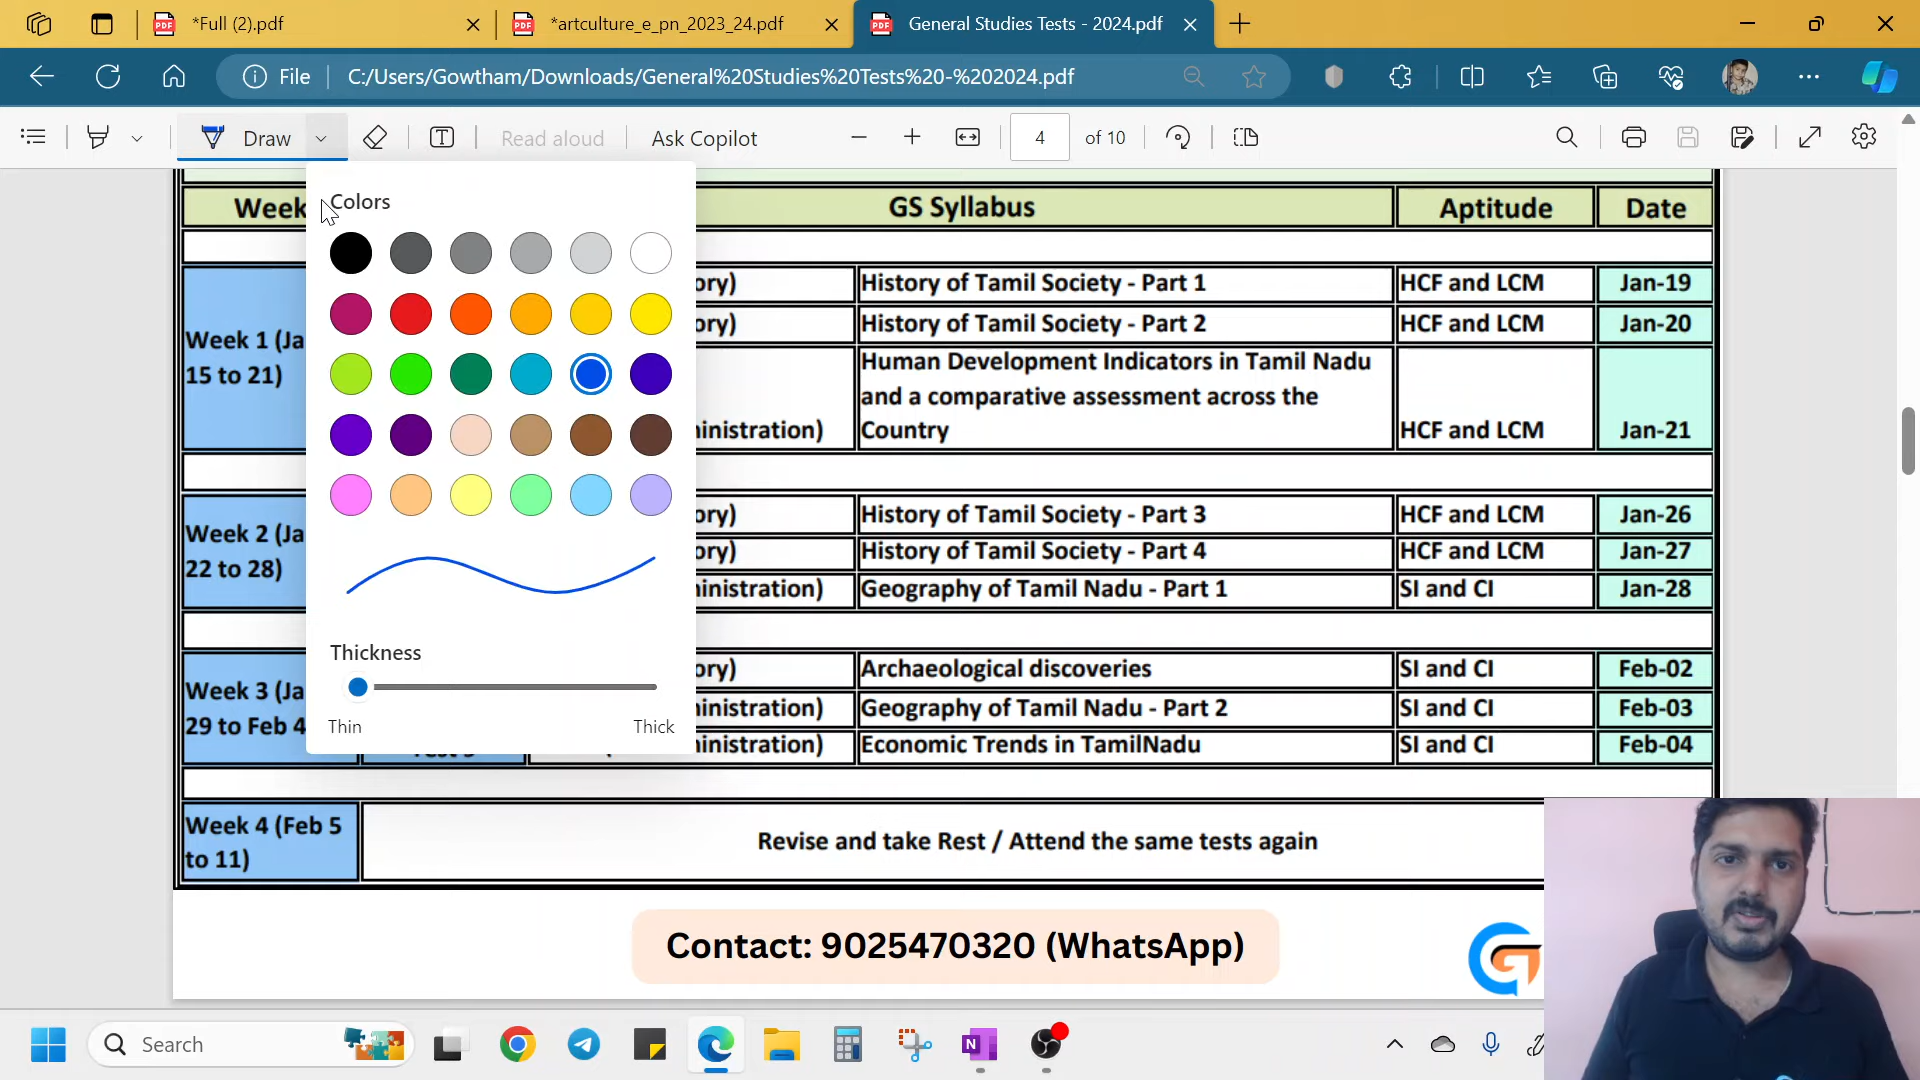 *Full (2).pdf
*artculture_e_pn_2023_24.pdf
General Studies Tests - 2024.pdf
File
C:/Users/Gowtham/Downloads/General%20Studies%20Tests%20-%202024.pdf
Draw
Read aloud
Ask Copilot
4
of 10
Colors
Thickness
Thin
Thick
Week
GS Syllabus
Aptitude
Date
Week 1 (Ja
15 to 21)
ory)
History of Tamil Society - Part 1
HCF and LCM
Jan-19
ory)
History of Tamil Society - Part 2
HCF and LCM
Jan-20
inistration)
Human Development Indicators in Tamil Nadu
and a comparative assessment across the
Country
HCF and LCM
Jan-21
Week 2 (Ja
22 to 28)
ory)
History of Tamil Society - Part 3
HCF and LCM
Jan-26
ory)
History of Tamil Society - Part 4
HCF and LCM
Jan-27
inistration)
Geography of Tamil Nadu - Part 1
SI and CI
Jan-28
Week 3 (Ja
29 to Feb 4
ory)
Archaeological discoveries
SI and CI
Feb-02
inistration)
Geography of Tamil Nadu - Part 2
SI and CI
Feb-03
inistration)
Economic Trends in TamilNadu
SI and CI
Feb-04
Week 4 (Feb 5
to 11)
Revise and take Rest / Attend the same tests again
Contact: 9025470320 (WhatsApp)
Search